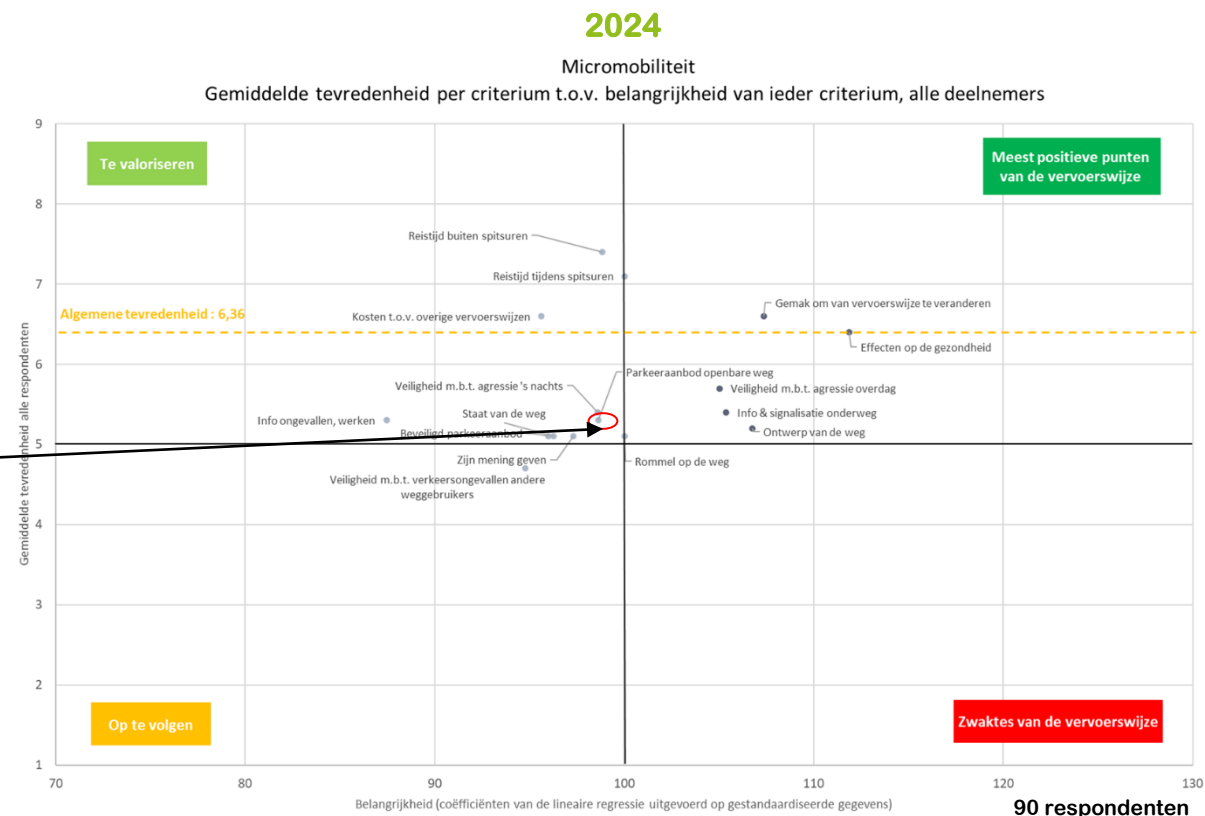 2024
Micromobiliteit
Gemiddelde tevredenheid per criterium t.o.v. belangrijkheid van ieder criterium, alle deelnemers
9
Te valoriseren
Meest positieve punten
van de vervoerswijze
8
Reistijd buiten spitsuren
Reistijd tijdens spitsuren
7
Gemak om van vervoerswijze te veranderen
Algemene tevredenheid : 6,36
Kosten t.o.v. overige vervoerswijzen
Effecten op de gezondheid
6
Parkeeraanbod openbare weg
Veiligheid m.b.t. agressie 's nachts
Veiligheid m.b.t. agressie overdag
Staat van de weg
Info & signalisatie onderweg
Info ongevallen, werken
Beveiligd parkeeraanbod
Ontwerp van de weg
5
Zijn mening geven
Rommel op de weg
Veiligheid m.b.t. verkeersongevallen andere
weggebruikers
4
3
2
Op te volgen
Zwaktes van de vervoerswijze
1
Gemiddelde tevredenheid alle respondenten
70 80 90 100 110 120 130
Belangrijkheid (coëfficiënten van de lineaire regressie uitgevoerd op gestandaardiseerde gegevens)
90 respondenten